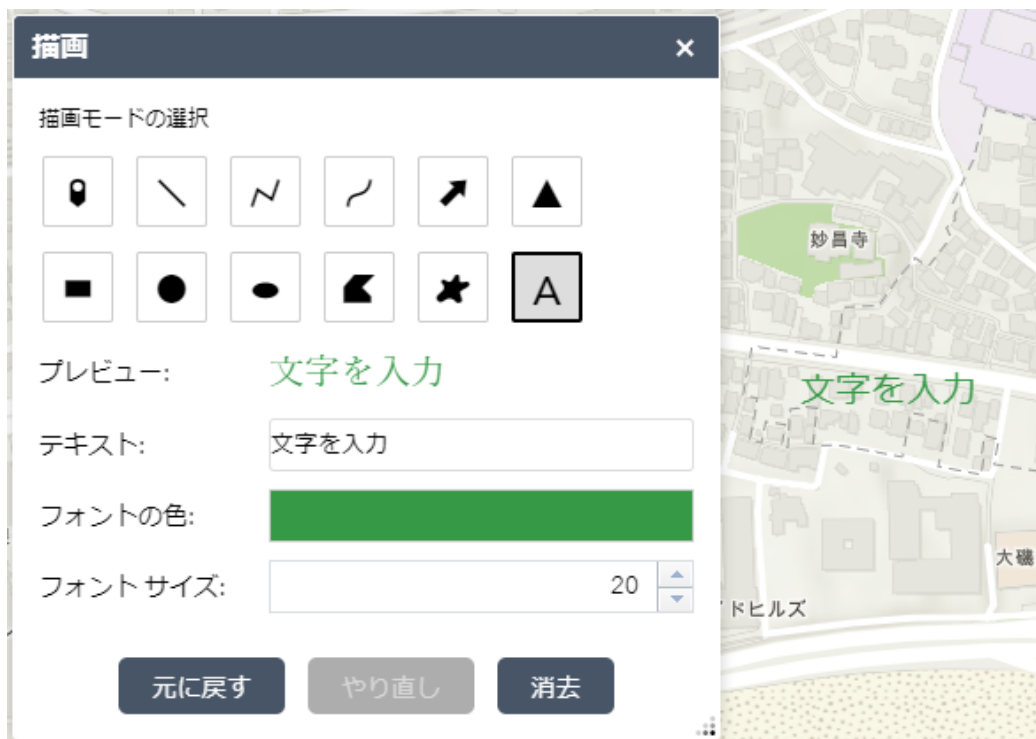 描画
×
描画モードの選択
A
プレビュー: 文字を入力
テキスト: 文字を入力
フォントの色:
フォント サイズ: 20
元に戻す やり直し 消去
妙昌寺
文字を入力
大磯
ドヒルズ